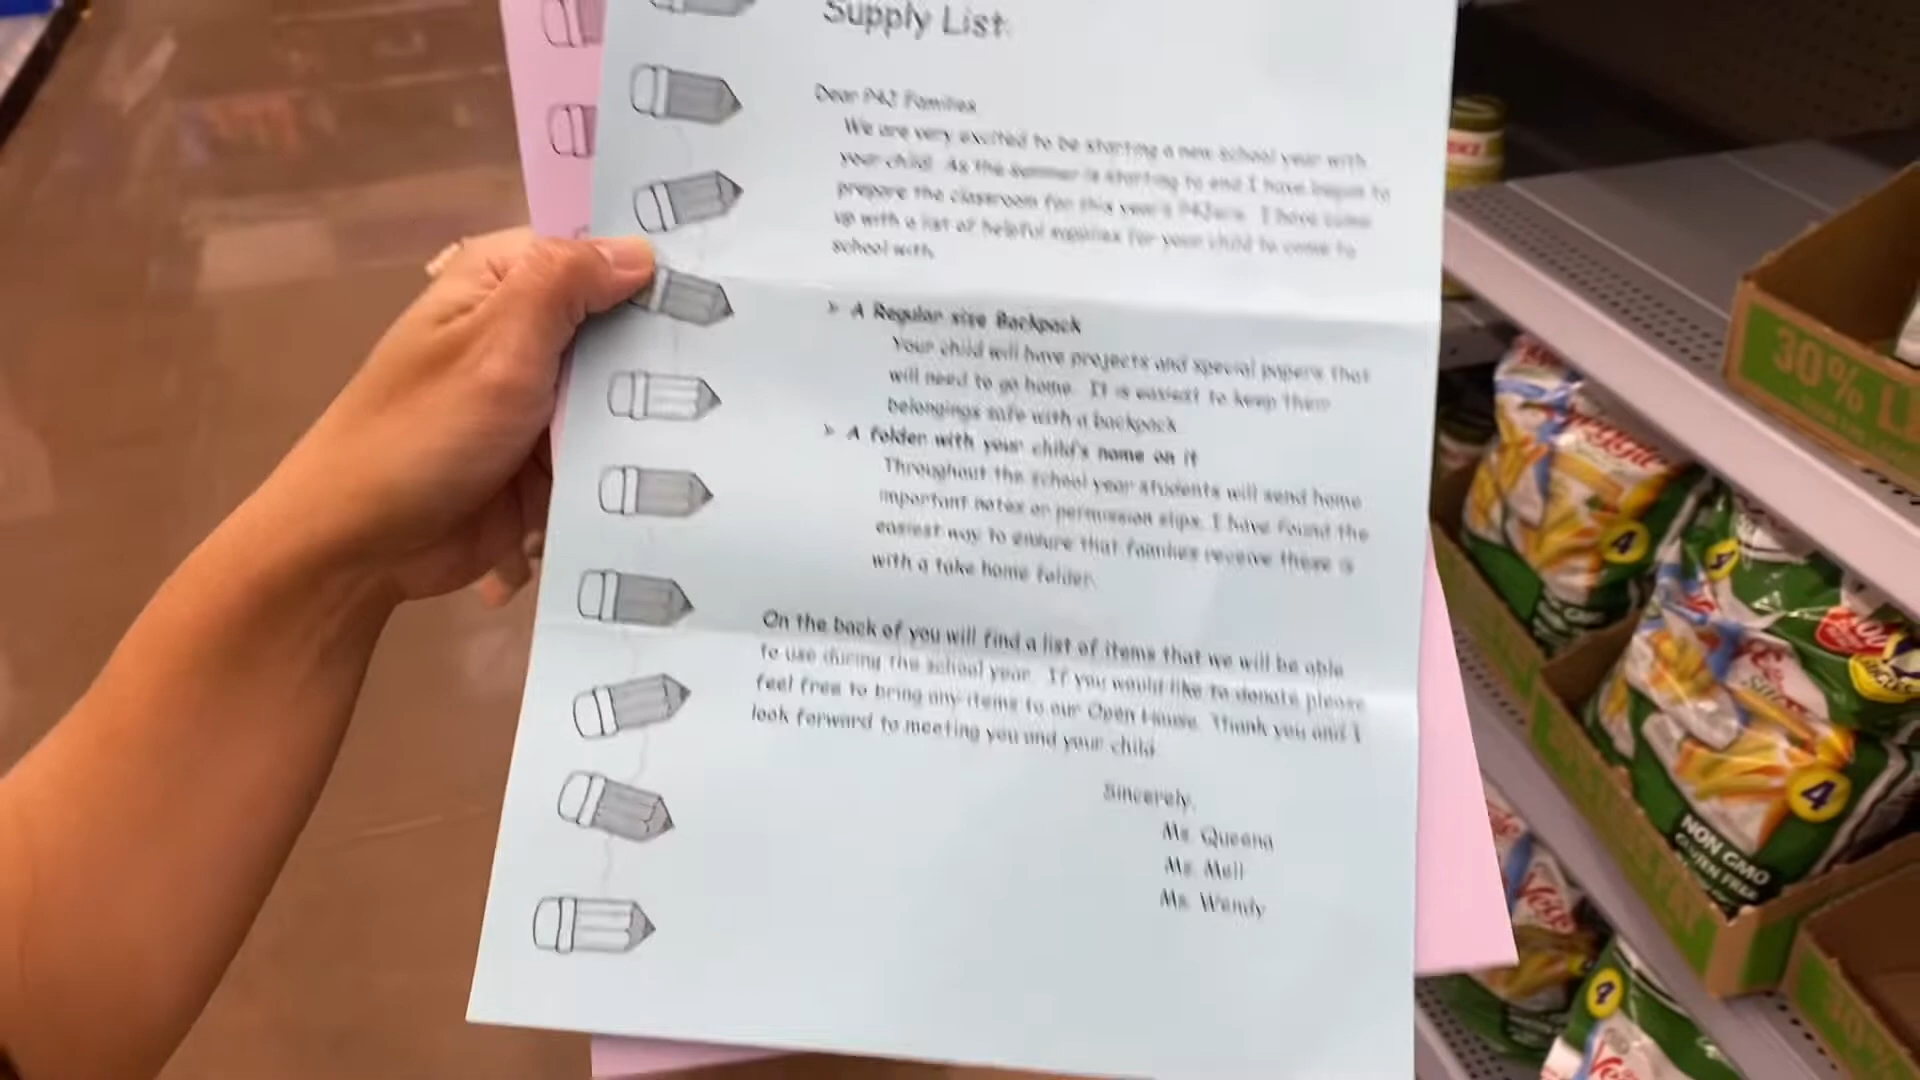 Supply List:
Dear P42 Families
We are very excited to be starting a new school year with
your child. As the summer is starting to end I have begun to
prepare the classroom for this year's P42ers. I have come
up with a list of helpful supplies for your child to come to
school with.
➢ A Regular size Backpack
Your child will have projects and special papers that
will need to go home. It is easiest to keep them
belongings safe with a backpack
➢ A folder with your child's name on it
Throughout the school year students will send home
important notes or permission slips. I have found the
easiest way to ensure that families receive these is
with a take home folder.
On the back of you will find a list of items that we will be able
to use during the school year. If you would like to donate please
feel free to bring any items to our Open House. Thank you and I
look forward to meeting you and your child
Sincerely,
Ms. Queena
Ms. Mell
Ms. Wendy
30% LE
Veggie
4
4
4
NON GMO
GLUTEN FREE
4